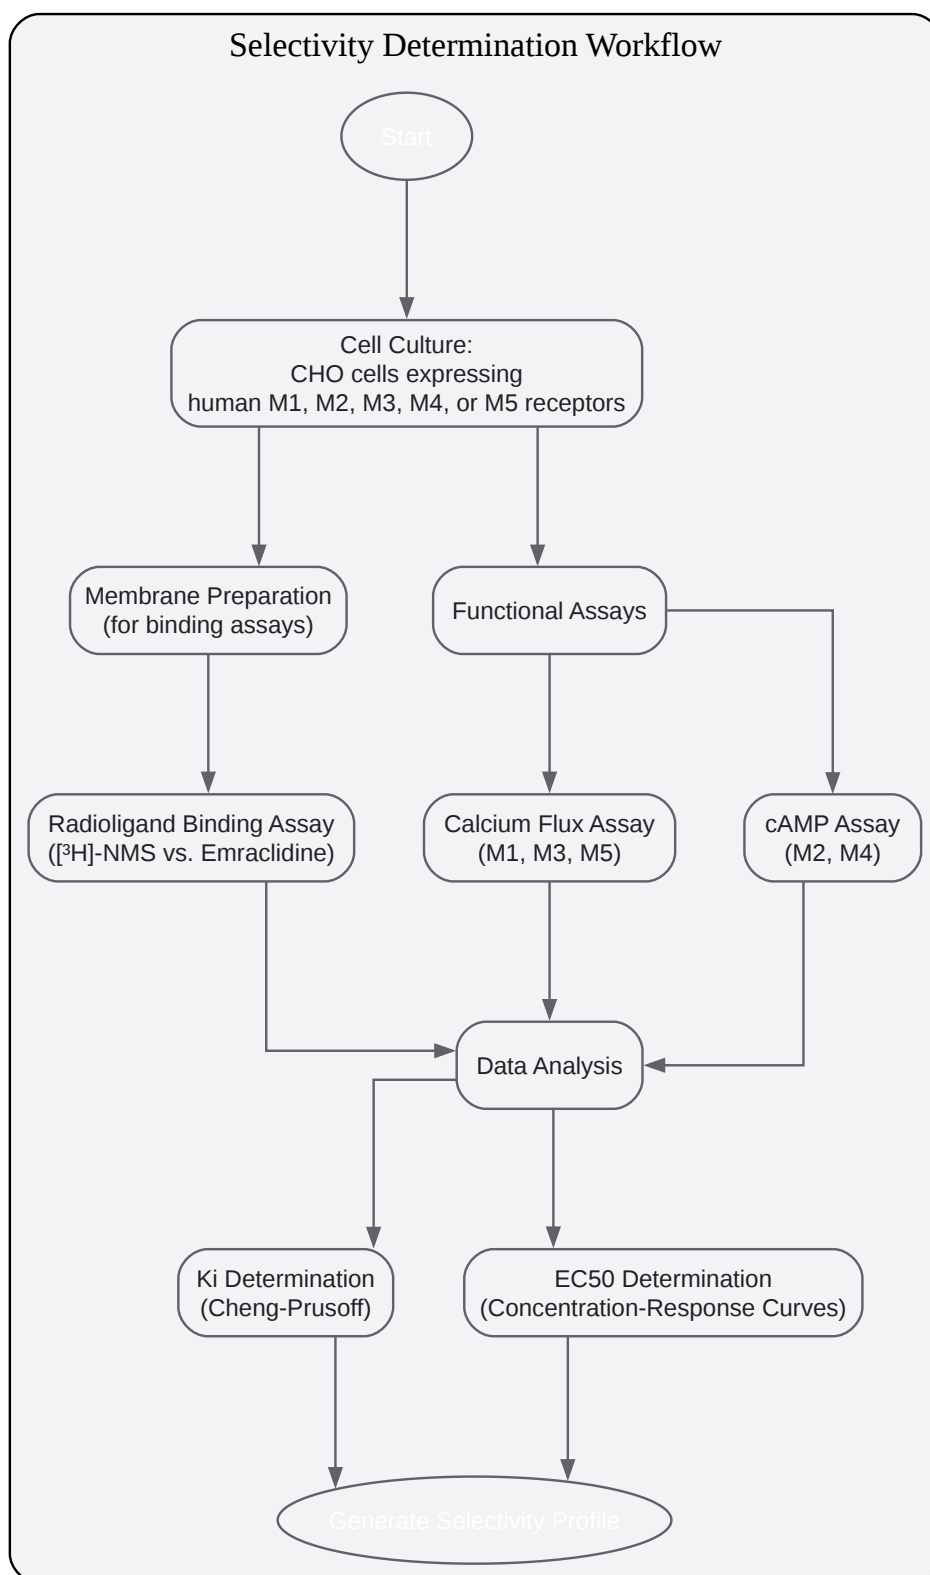 Selectivity Determination Workflow
Start
Cell Culture:
CHO cells expressing
human M1, M2, M3, M4, or M5 receptors
Membrane Preparation
(for binding assays)
Functional Assays
Radioligand Binding Assay
([³H]-NMS vs. Emraclidine)
Calcium Flux Assay
(M1, M3, M5)
cAMP Assay
(M2, M4)
Data Analysis
Ki Determination
(Cheng-Prusoff)
EC50 Determination
(Concentration-Response Curves)
Generate Selectivity Profile